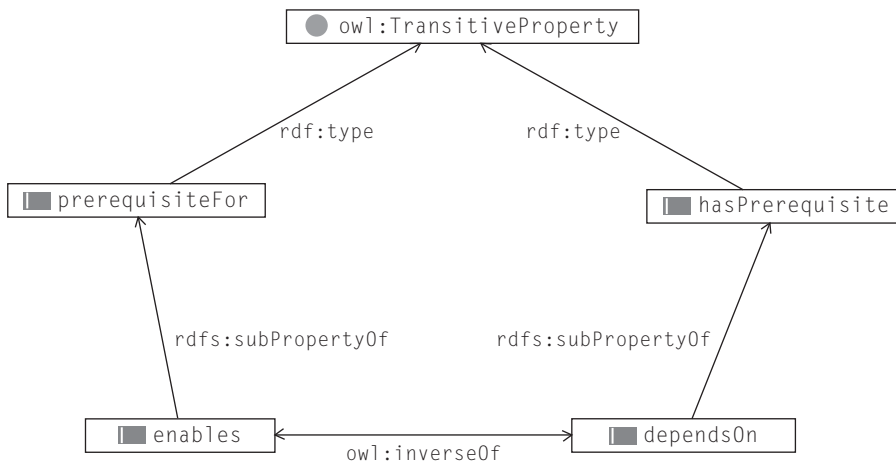 owl:TransitiveProperty
rdf:type
rdf:type
prerequisiteFor
hasPrerequisite
rdfs:subPropertyOf
rdfs:subPropertyOf
enables
dependsOn
owl:inverseOf